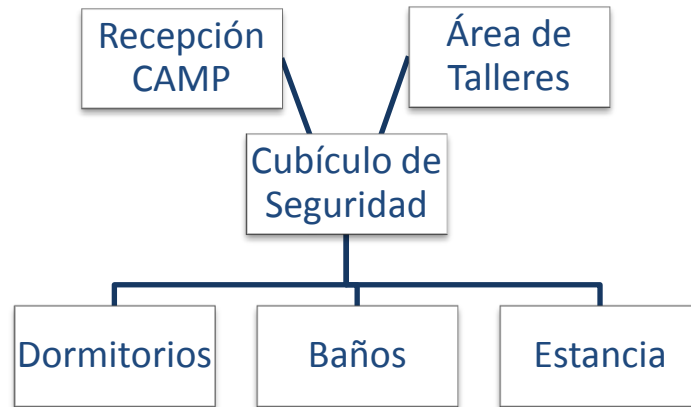 Recepción
CAMP
Área de
Talleres
Cubículo de
Seguridad
Dormitorios
Baños
Estancia